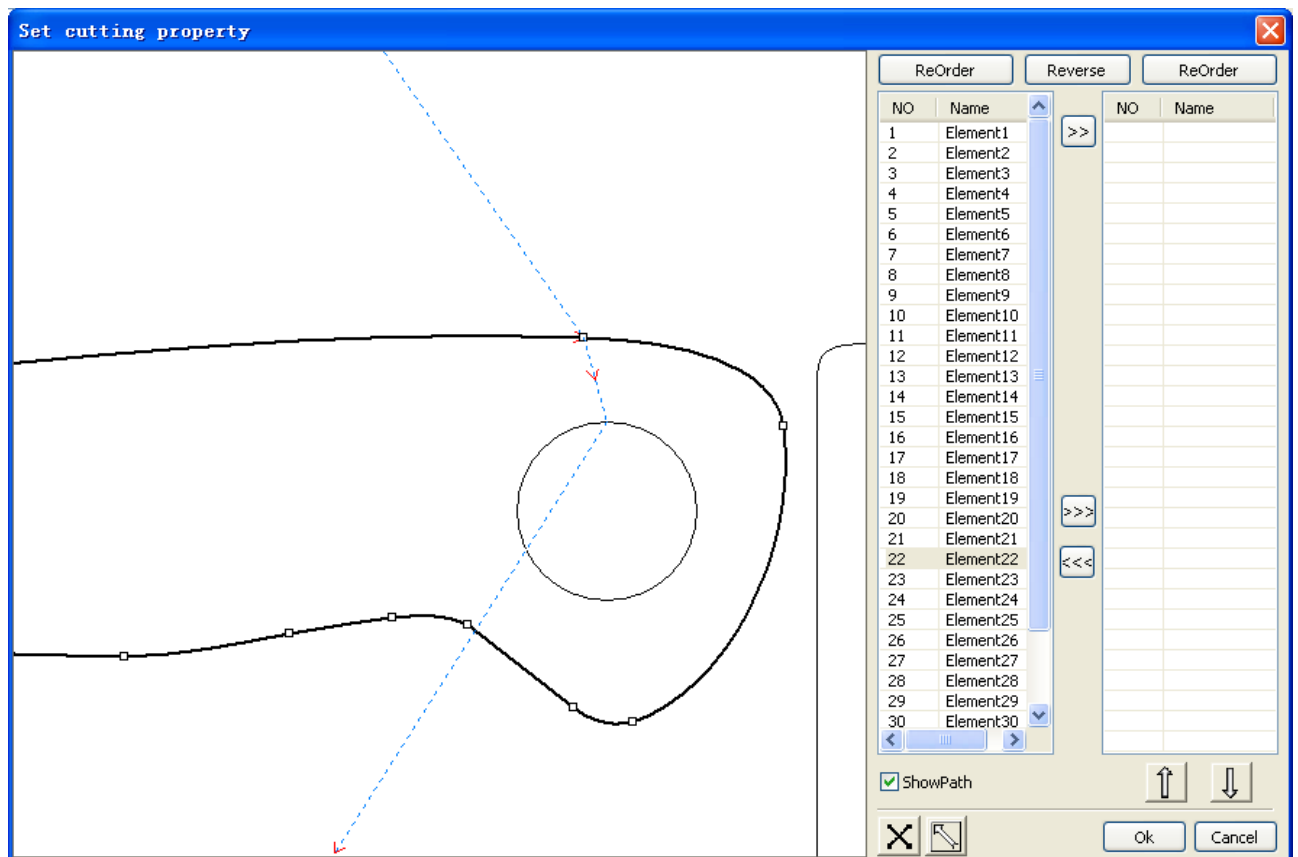 Set cutting property
ReOrder Reverse ReOrder
NO Name NO Name
1 Element1 >>
2 Element2
3 Element3
4 Element4
5 Element5
6 Element6
7 Element7
8 Element8
9 Element9
10 Element10
11 Element11
12 Element12
13 Element13
14 Element14
15 Element15
16 Element16
17 Element17
18 Element18
19 Element19
20 Element20 >>>
21 Element21
22 Element22 <<<
23 Element23
24 Element24
25 Element25
26 Element26
27 Element27
28 Element28
29 Element29
30 Element30
ShowPath
Ok Cancel